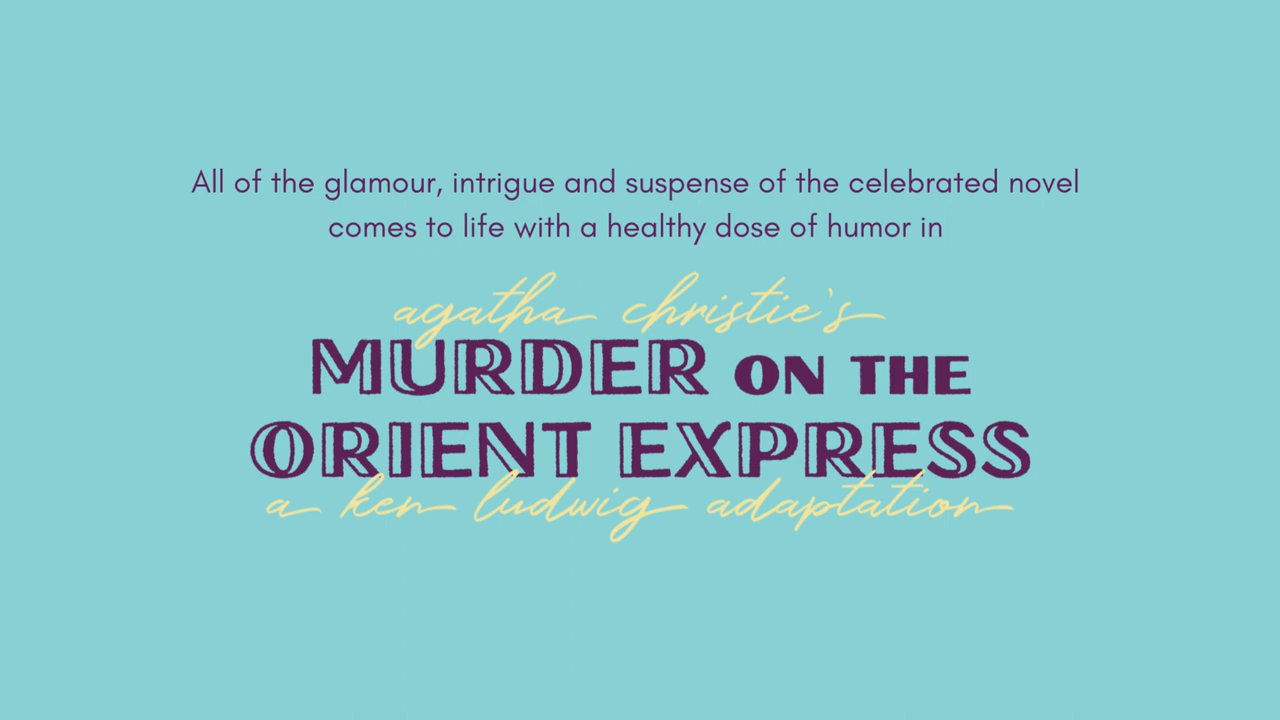 All of the glamour, intrigue and suspense of the celebrated novel
comes to life with a healthy dose of humor in
agatha christie's
MURDER ON THE
ORIENT EXPRESS
a ken ludwig adaptation